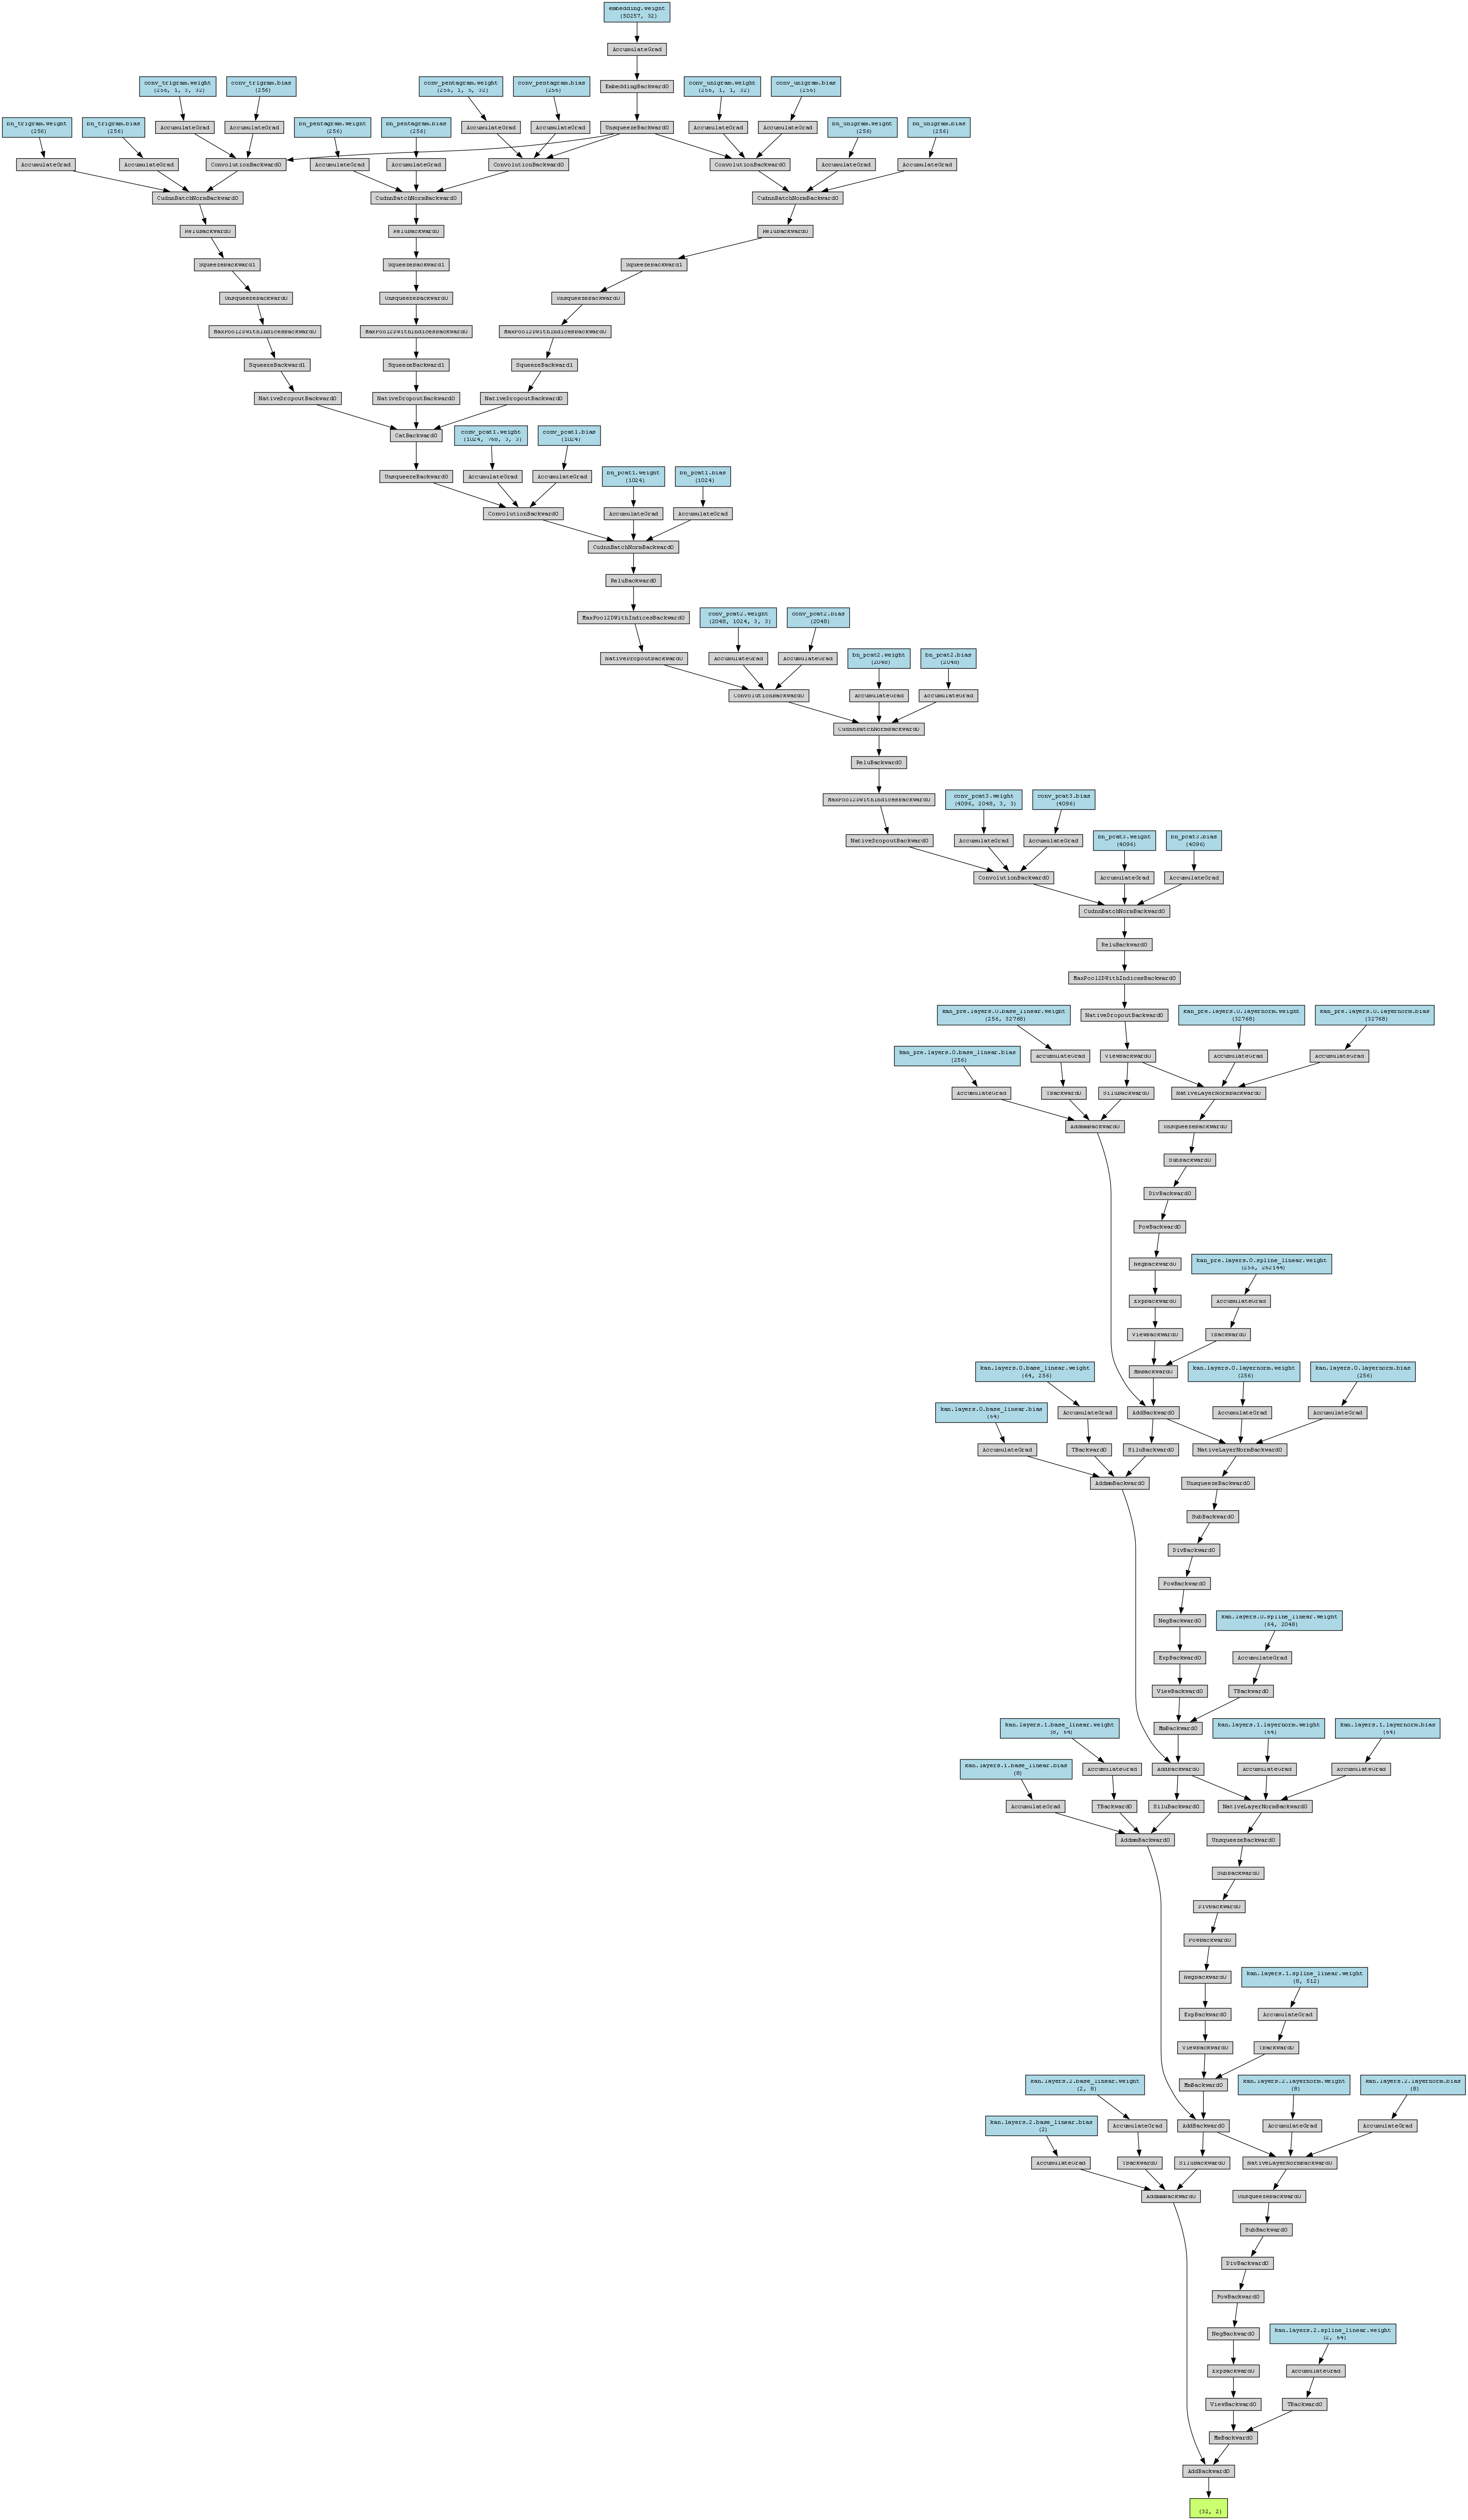 embedding.weight
(50257, 32)
AccumulateGrad
conv_trigram.weight
(256, 1, 3, 32)
conv_trigram.bias
(256)
conv_pentagram.weight
(256, 1, 5, 32)
conv_pentagram.bias
(256)
EmbeddingBackward0
conv_unigram.weight
(256, 1, 1, 32)
conv_unigram.bias
(256)
bn_trigram.weight
(256)
bn_trigram.bias
(256)
AccumulateGrad
AccumulateGrad
bn_pentagram.weight
(256)
bn_pentagram.bias
(256)
AccumulateGrad
AccumulateGrad
UnsqueezeBackward0
AccumulateGrad
AccumulateGrad
bn_unigram.weight
(256)
bn_unigram.bias
(256)
AccumulateGrad
AccumulateGrad
ConvolutionBackward0
AccumulateGrad
AccumulateGrad
ConvolutionBackward0
ConvolutionBackward0
AccumulateGrad
AccumulateGrad
CudnnBatchNormBackward0
CudnnBatchNormBackward0
CudnnBatchNormBackward0
ReluBackward0
ReluBackward0
ReluBackward0
SqueezeBackward1
SqueezeBackward1
SqueezeBackward1
UnsqueezeBackward0
UnsqueezeBackward0
UnsqueezeBackward0
MaxPool2DWithIndicesBackward0
MaxPool2DWithIndicesBackward0
MaxPool2DWithIndicesBackward0
SqueezeBackward1
SqueezeBackward1
SqueezeBackward1
NativeDropoutBackward0
NativeDropoutBackward0
NativeDropoutBackward0
CatBackward0
conv_pcat1.weight
(1024, 768, 3, 3)
conv_pcat1.bias
(1024)
UnsqueezeBackward0
AccumulateGrad
AccumulateGrad
bn_pcat1.weight
(1024)
bn_pcat1.bias
(1024)
ConvolutionBackward0
AccumulateGrad
AccumulateGrad
CudnnBatchNormBackward0
ReluBackward0
MaxPool2DWithIndicesBackward0
conv_pcat2.weight
(2048, 1024, 3, 3)
conv_pcat2.bias
(2048)
NativeDropoutBackward0
AccumulateGrad
AccumulateGrad
bn_pcat2.weight
(2048)
bn_pcat2.bias
(2048)
ConvolutionBackward0
AccumulateGrad
AccumulateGrad
CudnnBatchNormBackward0
ReluBackward0
MaxPool2DWithIndicesBackward0
conv_pcat3.weight
(4096, 2048, 3, 3)
conv_pcat3.bias
(4096)
NativeDropoutBackward0
AccumulateGrad
AccumulateGrad
bn_pcat3.weight
(4096)
bn_pcat3.bias
(4096)
ConvolutionBackward0
AccumulateGrad
AccumulateGrad
CudnnBatchNormBackward0
ReluBackward0
MaxPool2DWithIndicesBackward0
kan_pre.layers.0.base_linear.weight
(256, 32768)
NativeDropoutBackward0
kan_pre.layers.0.layernorm.weight
(32768)
kan_pre.layers.0.layernorm.bias
(32768)
kan_pre.layers.0.base_linear.bias
(256)
AccumulateGrad
ViewBackward0
AccumulateGrad
AccumulateGrad
AccumulateGrad
TBackward0
SiluBackward0
NativeLayerNormBackward0
AddmmBackward0
UnsqueezeBackward0
SubBackward0
DivBackward0
PowBackward0
NegBackward0
kan_pre.layers.0.spline_linear.weight
(256, 262144)
ExpBackward0
AccumulateGrad
ViewBackward0
TBackward0
kan.layers.0.base_linear.weight
(64, 256)
MmBackward0
kan.layers.0.layernorm.weight
(256)
kan.layers.0.layernorm.bias
(256)
kan.layers.0.base_linear.bias
(64)
AccumulateGrad
AddBackward0
AccumulateGrad
AccumulateGrad
AccumulateGrad
TBackward0
SiluBackward0
NativeLayerNormBackward0
AddmmBackward0
UnsqueezeBackward0
SubBackward0
DivBackward0
PowBackward0
NegBackward0
kan.layers.0.spline_linear.weight
(64, 2048)
ExpBackward0
AccumulateGrad
ViewBackward0
TBackward0
kan.layers.1.base_linear.weight
(8, 64)
MmBackward0
kan.layers.1.layernorm.weight
(64)
kan.layers.1.layernorm.bias
(64)
kan.layers.1.base_linear.bias
(8)
AccumulateGrad
AddBackward0
AccumulateGrad
AccumulateGrad
AccumulateGrad
TBackward0
SiluBackward0
NativeLayerNormBackward0
AddmmBackward0
UnsqueezeBackward0
SubBackward0
DivBackward0
PowBackward0
NegBackward0
kan.layers.1.spline_linear.weight
(8, 512)
ExpBackward0
AccumulateGrad
ViewBackward0
TBackward0
kan.layers.2.base_linear.weight
(2, 8)
MmBackward0
kan.layers.2.layernorm.weight
(8)
kan.layers.2.layernorm.bias
(8)
kan.layers.2.base_linear.bias
(2)
AccumulateGrad
AddBackward0
AccumulateGrad
AccumulateGrad
AccumulateGrad
TBackward0
SiluBackward0
NativeLayerNormBackward0
AddmmBackward0
UnsqueezeBackward0
SubBackward0
DivBackward0
PowBackward0
NegBackward0
kan.layers.2.spline_linear.weight
(2, 64)
ExpBackward0
AccumulateGrad
ViewBackward0
TBackward0
MmBackward0
AddBackward0
(32, 2)